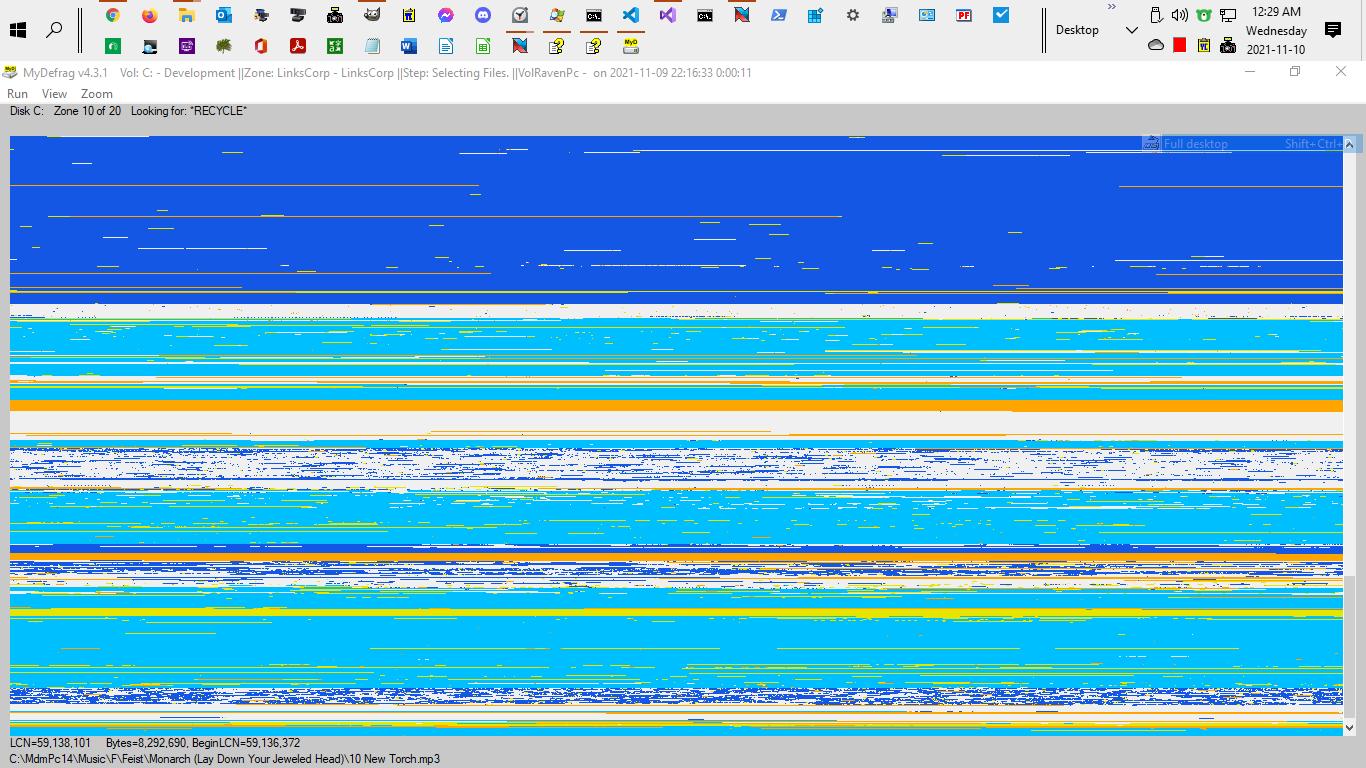 12:29 AM
Desktop
Wednesday
2021-11-10
MyDefrag v4.3.1 Vol: C: - Development ||Zone: LinksCorp - LinksCorp ||Step: Selecting Files. ||VolRavenPc - on 2021-11-09 22:16:33 0:00:11
Run View Zoom
Disk C: Zone 10 of 20 Looking for: *RECYCLE*
Full desktop Shift+Ctrl+
LCN=59,138,101 Bytes=8,292,690, BeginLCN=59,136,372
C:\MdmPc14\Music\F\Feist\Monarch (Lay Down Your Jeweled Head)\10 New Torch.mp3